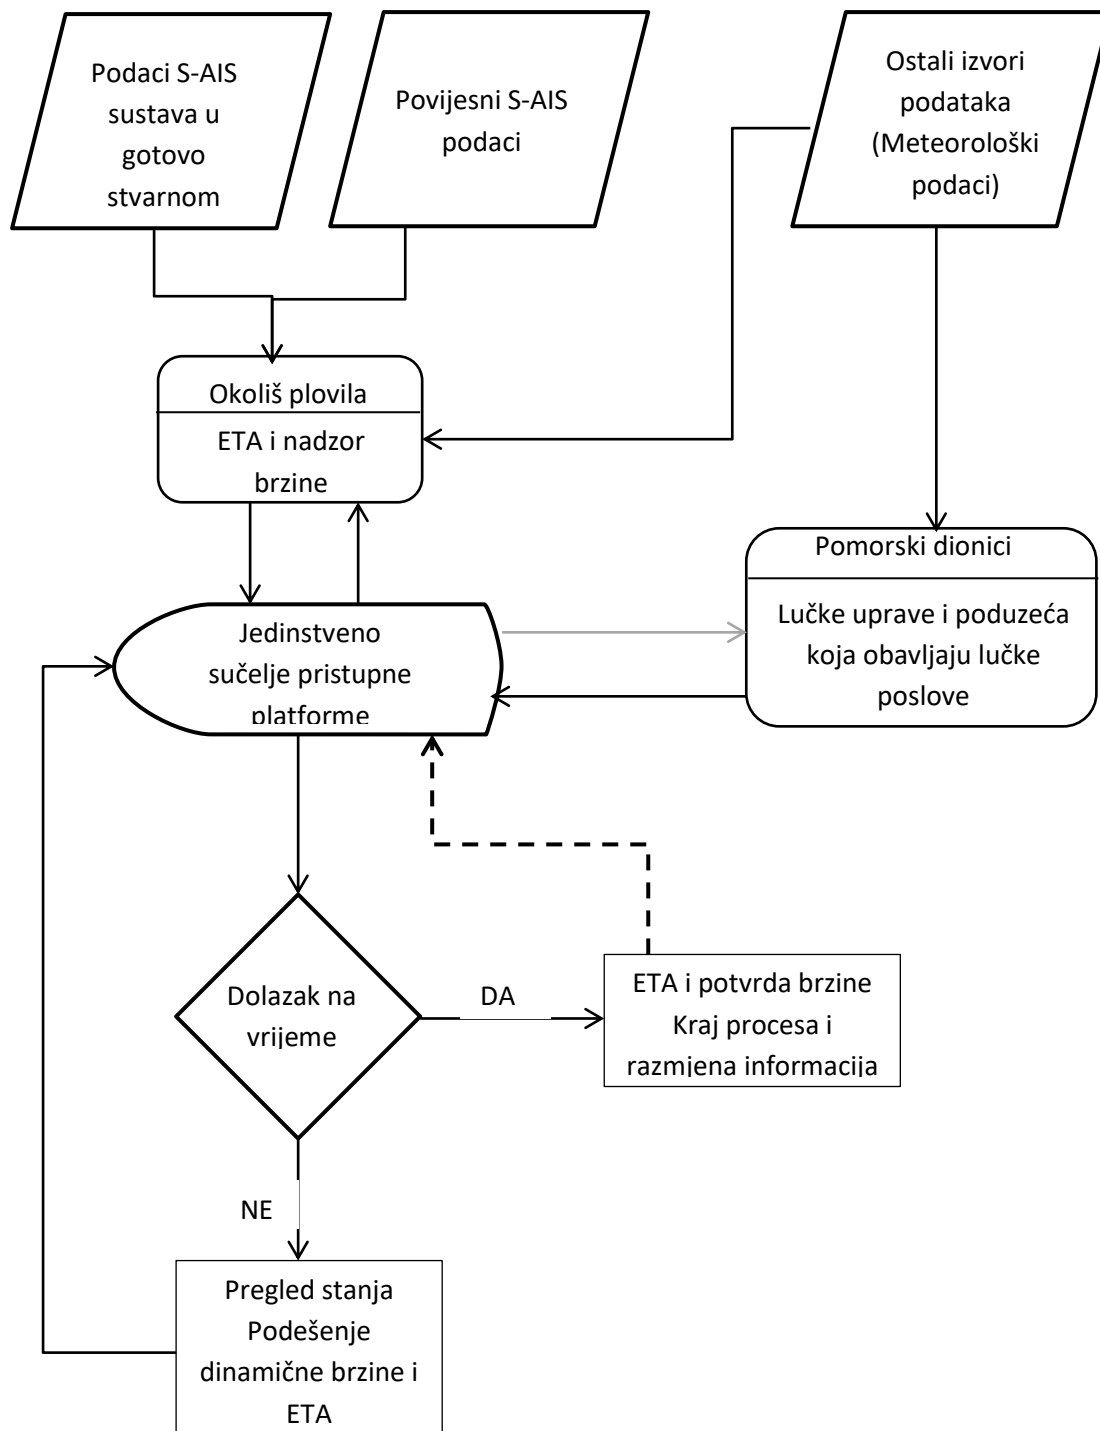 Podaci S-AIS
sustava u
gotovo
stvarnom
Povijesni S-AIS
podaci
Ostali izvori
podataka
(Meteorološki
podaci)
Okoliš plovila
ETA i nadzor
brzine
Pomorski dionici
Lučke uprave i poduzeća
koja obavljaju lučke
poslove
Jedinstveno
sučelje pristupne
platforme
Dolazak na
vrijeme
DA
ETA i potvrda brzine
Kraj procesa i
razmjena informacija
NE
Pregled stanja
Podešenje
dinamične brzine i
ETA